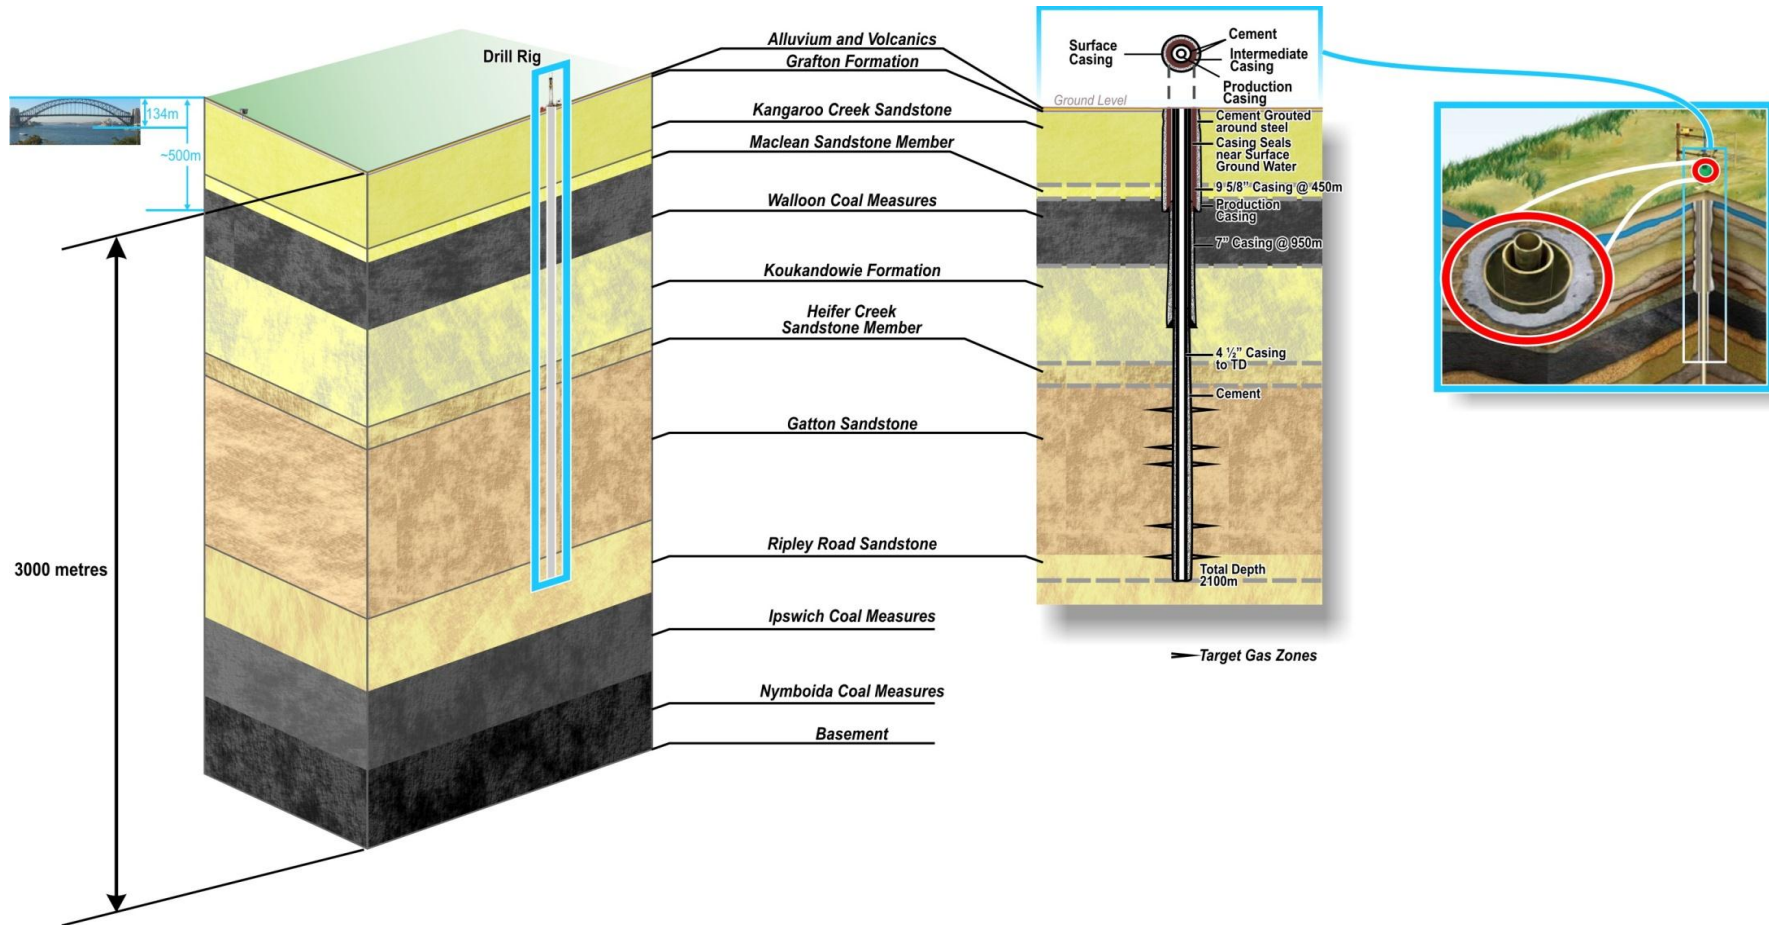 Drill Rig
134m
~500m
3000 metres
Alluvium and Volcanics
Grafton Formation
Kangaroo Creek Sandstone
Maclean Sandstone Member
Walloon Coal Measures
Koukandowie Formation
Heifer Creek
Sandstone Member
Gatton Sandstone
Ripley Road Sandstone
Ipswich Coal Measures
Nymboida Coal Measures
Basement
Surface
Casing
Cement
Intermediate
Casing
Production
Casing
Ground Level
Cement Grouted
around steel
Casing Seals
near Surface
Ground Water
9 5/8” Casing @ 450m
Production
Casing
7” Casing @ 950m
4 ½” Casing
to TD
Cement
Total Depth
2100m
Target Gas Zones